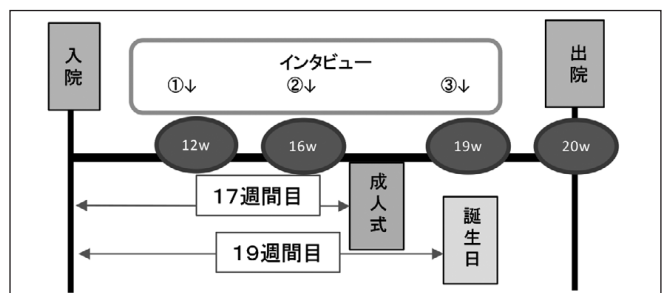 入院
インタビュー
①↓ ②↓ ③↓
出院
12w 16w 19w 20w
17週間目
成人式
19週間目
誕生日